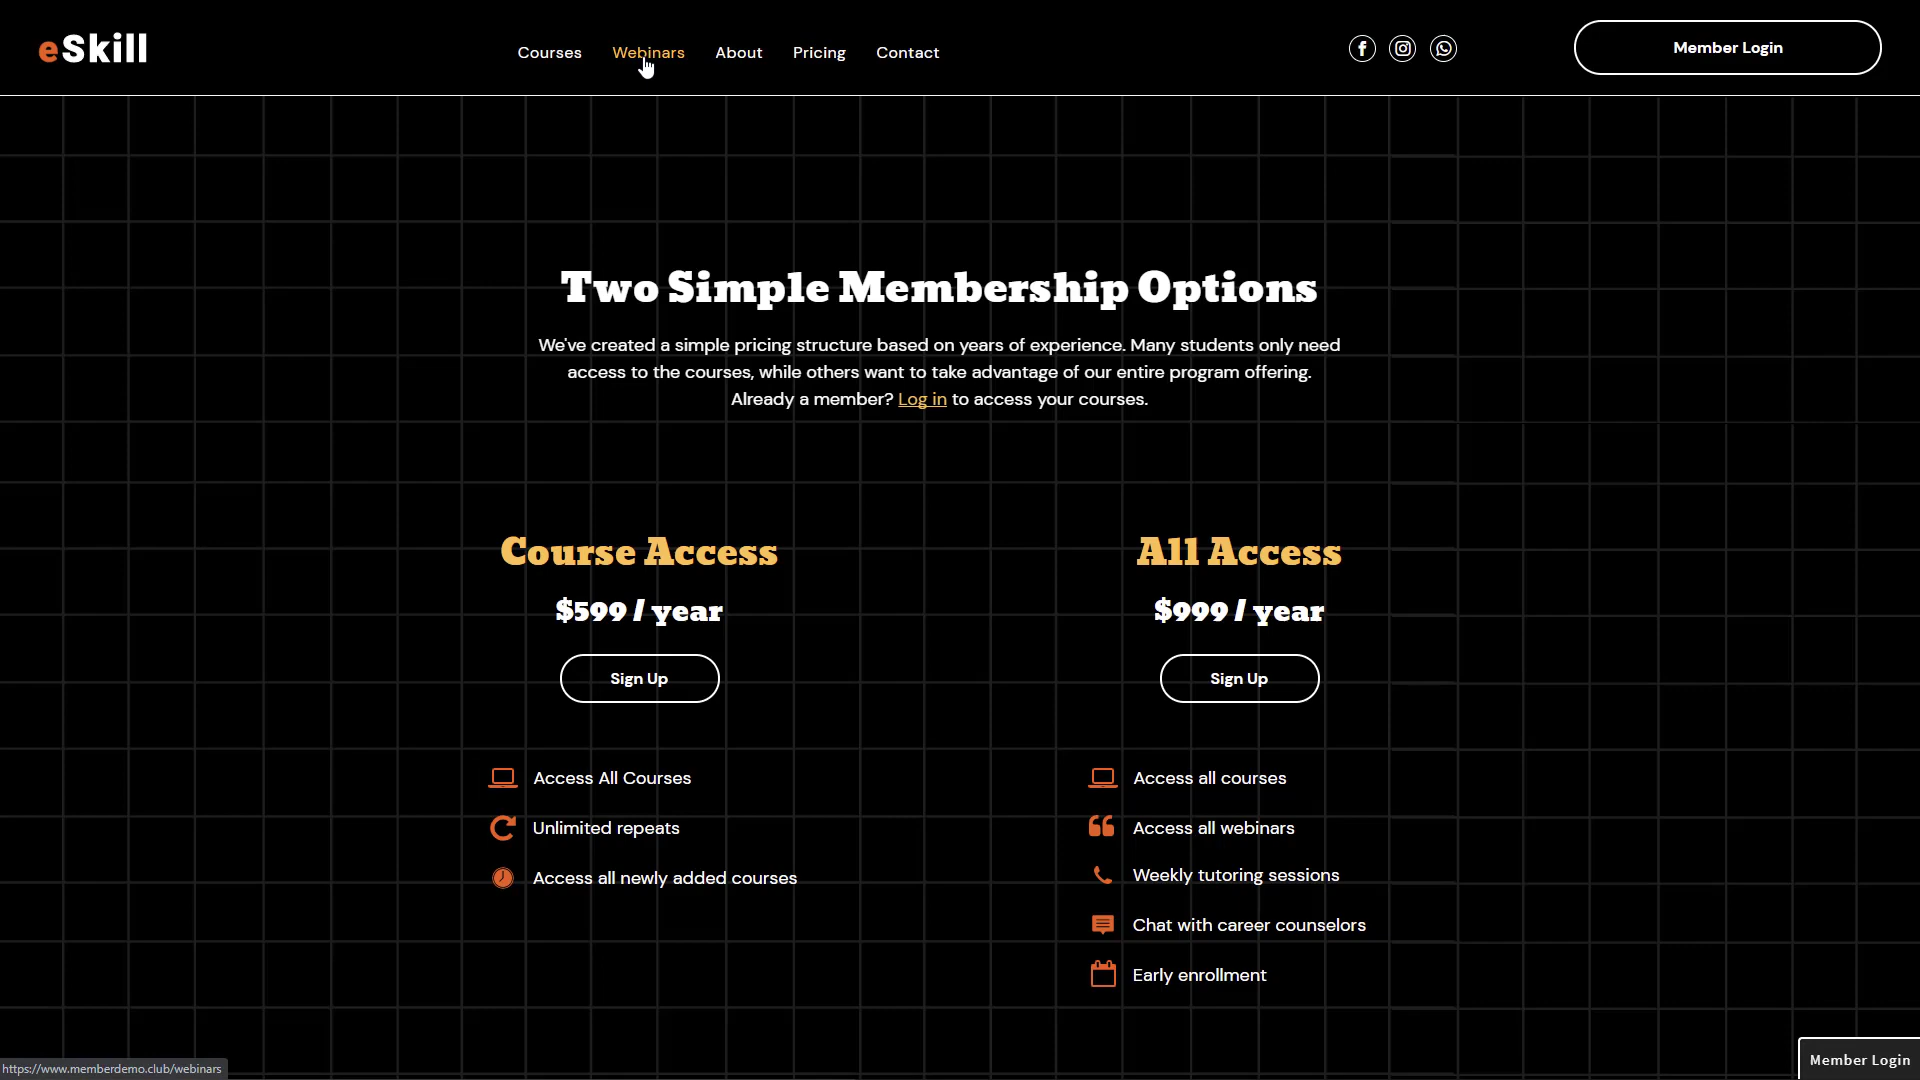 eSkill
Courses Webinars About Pricing Contact
Member Login
Two Simple Membership Options
We've created a simple pricing structure based on years of experience. Many students only need
access to the courses, while others want to take advantage of our entire program offering.
Already a member? Log in to access your courses.
Course Access
$599 / year
Sign Up
Access All Courses
Unlimited repeats
Access all newly added courses
All Access
$999 / year
Sign Up
Access all courses
Access all webinars
Weekly tutoring sessions
Chat with career counselors
Early enrollment
https://www.memberdemo.club/webinars
Member Login